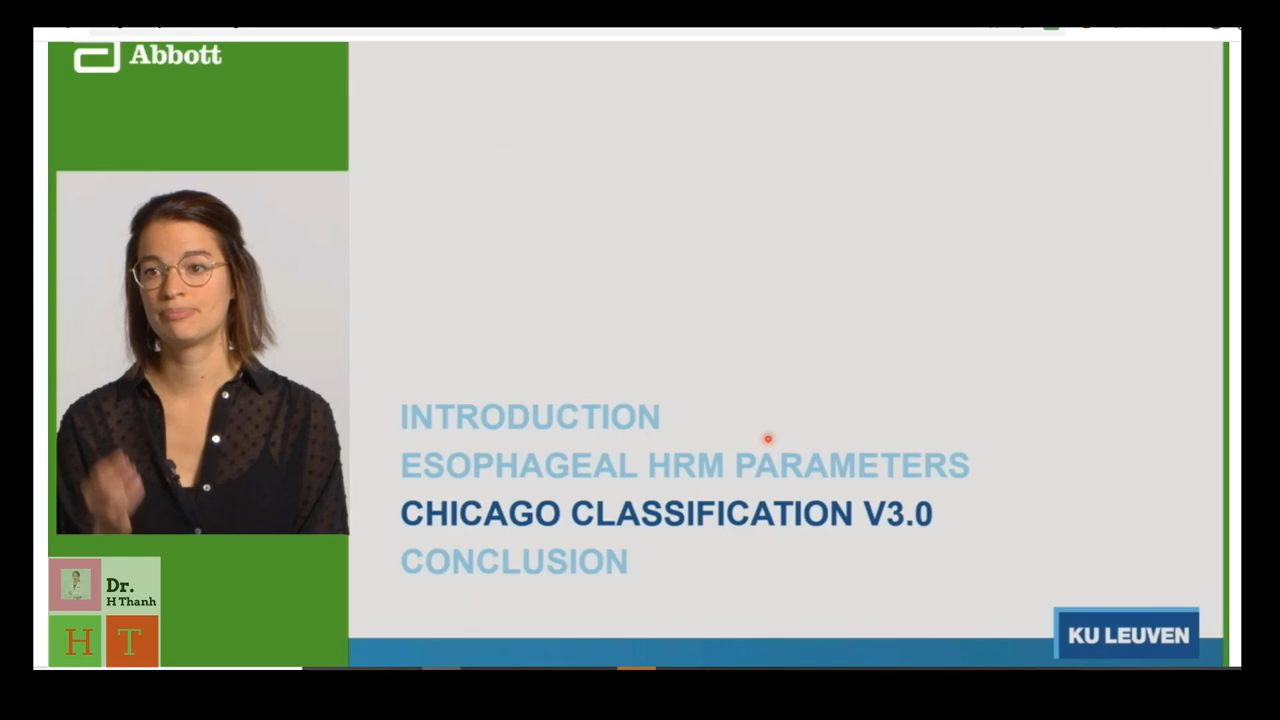 Abbott
INTRODUCTION
ESOPHAGEAL HRM PARAMETERS
CHICAGO CLASSIFICATION V3.0
CONCLUSION
Dr.
H Thanh
H T
KU LEUVEN